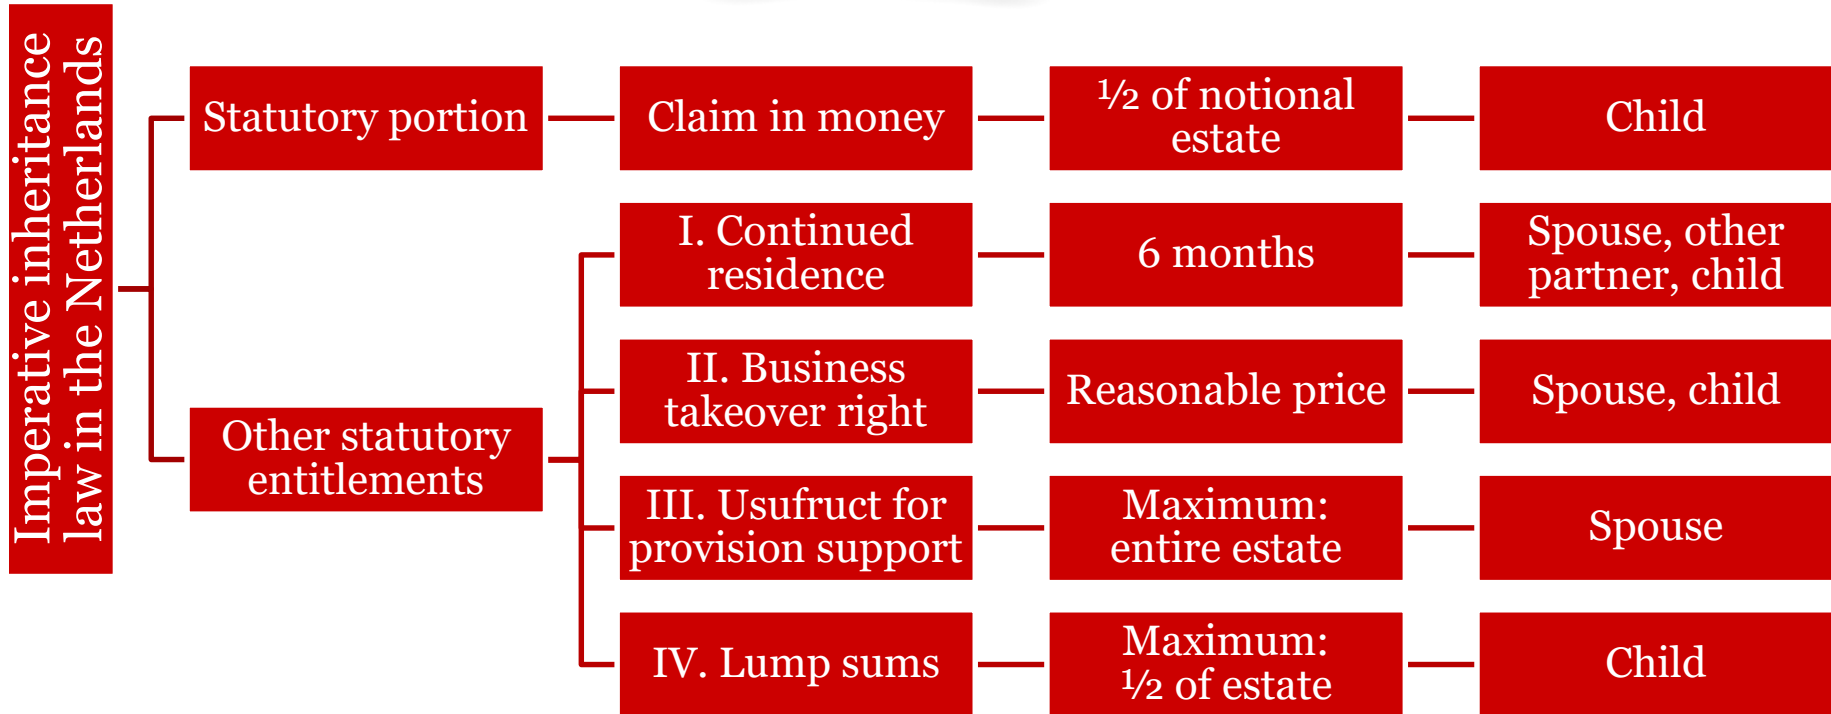 Imperative inheritance
law in the Netherlands
Statutory portion
Claim in money
½ of notional
estate
Child
Other statutory
entitlements
I. Continued
residence
6 months
Spouse, other
partner, child
II. Business
takeover right
Reasonable price
Spouse, child
III. Usufruct for
provision support
Maximum:
entire estate
Spouse
IV. Lump sums
Maximum:
½ of estate
Child